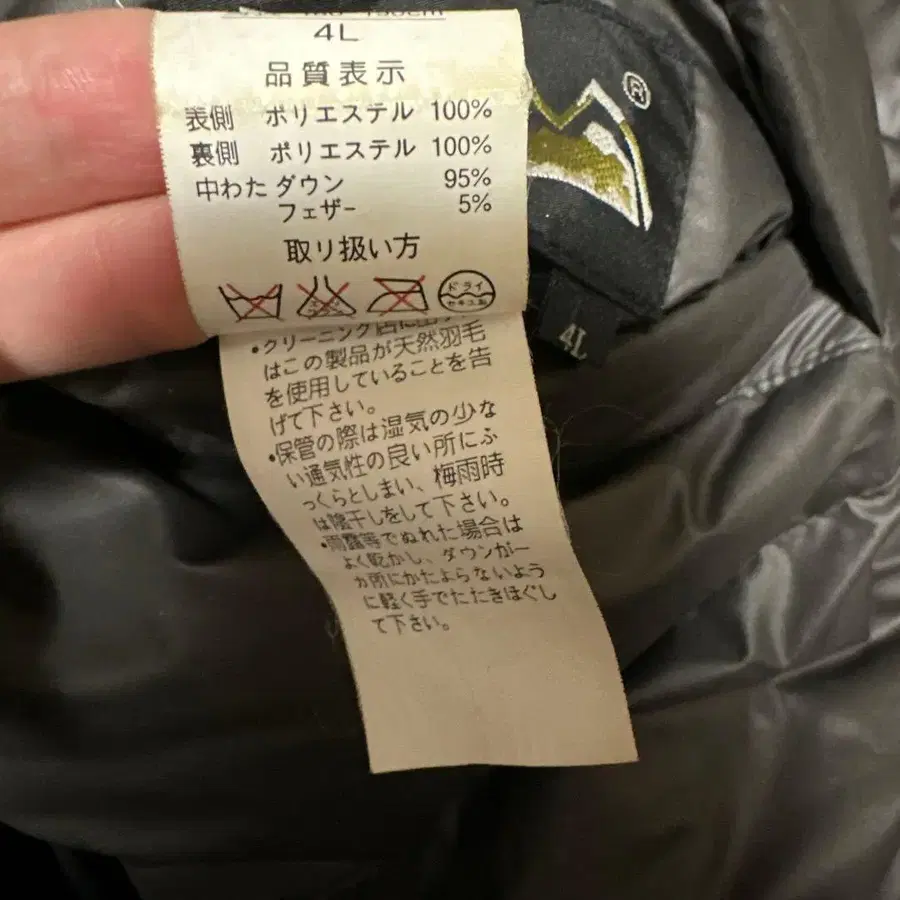 4L
品質表示
表側 ポリエステル 100%
裏側 ポリエステル 100%
中わた ダウン 95%
フェザー 5%
取り扱い方
ドライ
セキユ系
®
4L
•クリーニング店に出す
はこの製品が天然羽毛
を使用していることを告
げて下さい。
•保管の際は湿気の少な
い通気性の良い所にふ
っくらとしまい、梅雨時
は陰干しをして下さい。
•雨露等でぬれた場合は
よく乾かし、ダウンが一
カ所にかたよらないよう
に軽く手でたたきほぐし
て下さい。